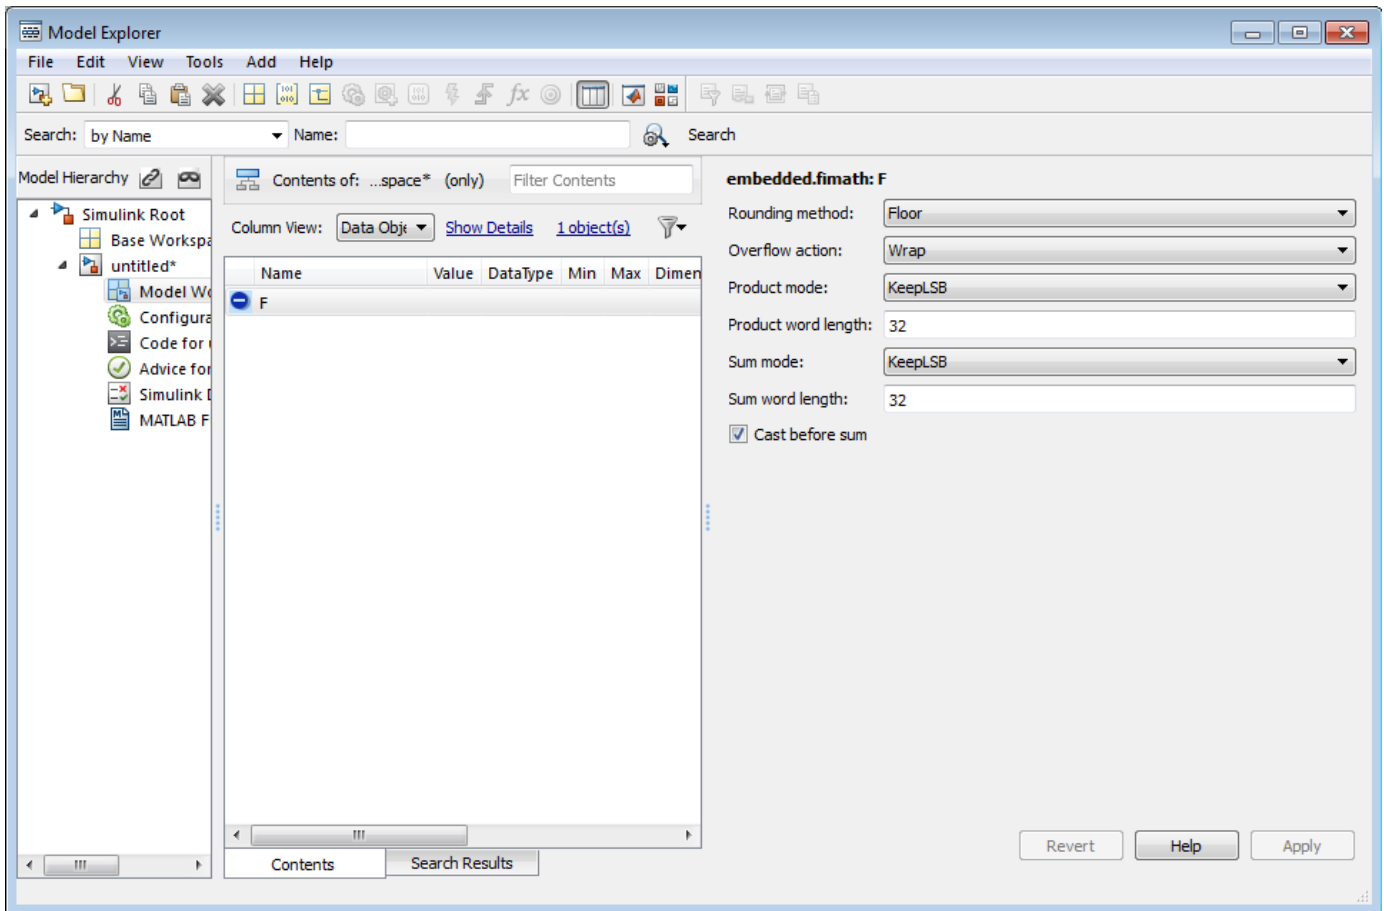 Model Explorer
File Edit View Tools Add Help
Search: by Name Name: Search
Model Hierarchy
Simulink Root
Base Workspa
untitled*
Model Wo
Configura
Code for
Advice for
Simulink D
MATLAB F
Contents of: ...space* (only) Filter Contents
Column View: Data Obje Show Details 1 object(s)
Name Value DataType Min Max Dimen
F
Contents Search Results
embedded.fimath: F
Rounding method: Floor
Overflow action: Wrap
Product mode: KeepLSB
Product word length: 32
Sum mode: KeepLSB
Sum word length: 32
Cast before sum
Revert Help Apply